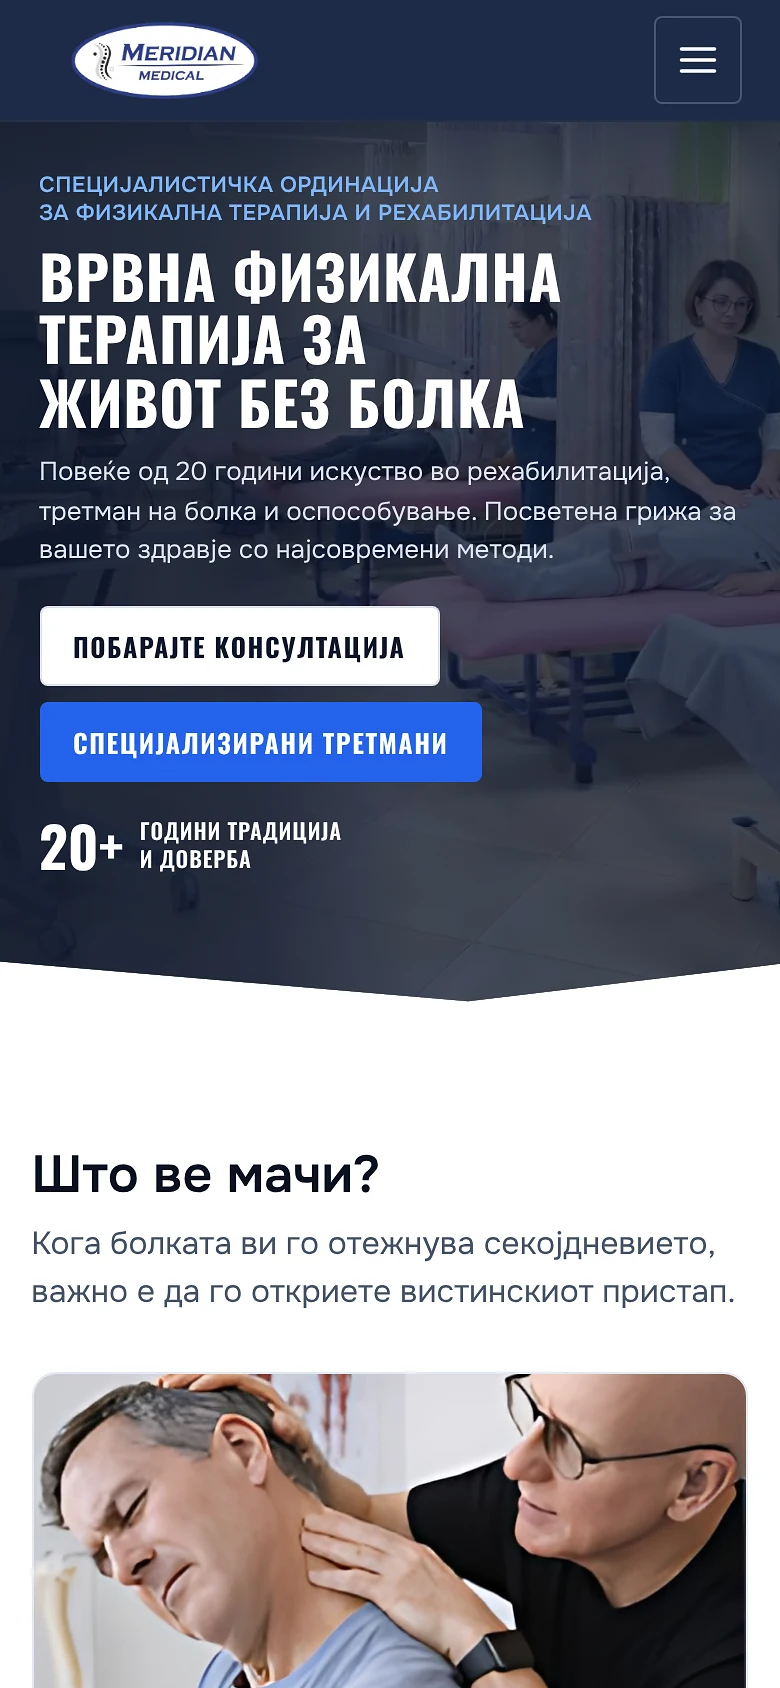 MERIDIAN
MEDICAL
СПЕЦИЈАЛИСТИЧКА ОРДИНАЦИЈА
ЗА ФИЗИКАЛНА ТЕРАПИЈА И РЕХАБИЛИТАЦИЈА
ВРВНА ФИЗИКАЛНА
ТЕРАПИЈА ЗА
ЖИВОТ БЕЗ БОЛКА
Повеќе од 20 години искуство во рехабилитација,
третман на болка и оспособување. Посветена грижа за
вашето здравје со најсовремени методи.
ПОБАРАЈТЕ КОНСУЛТАЦИЈА
СПЕЦИЈАЛИЗИРАНИ ТРЕТМАНИ
20+ ГОДИНИ ТРАДИЦИЈА
И ДОВЕРБА
Што ве мачи?
Кога болката ви го отежнува секојдневието,
важно е да го откриете вистинскиот пристап.